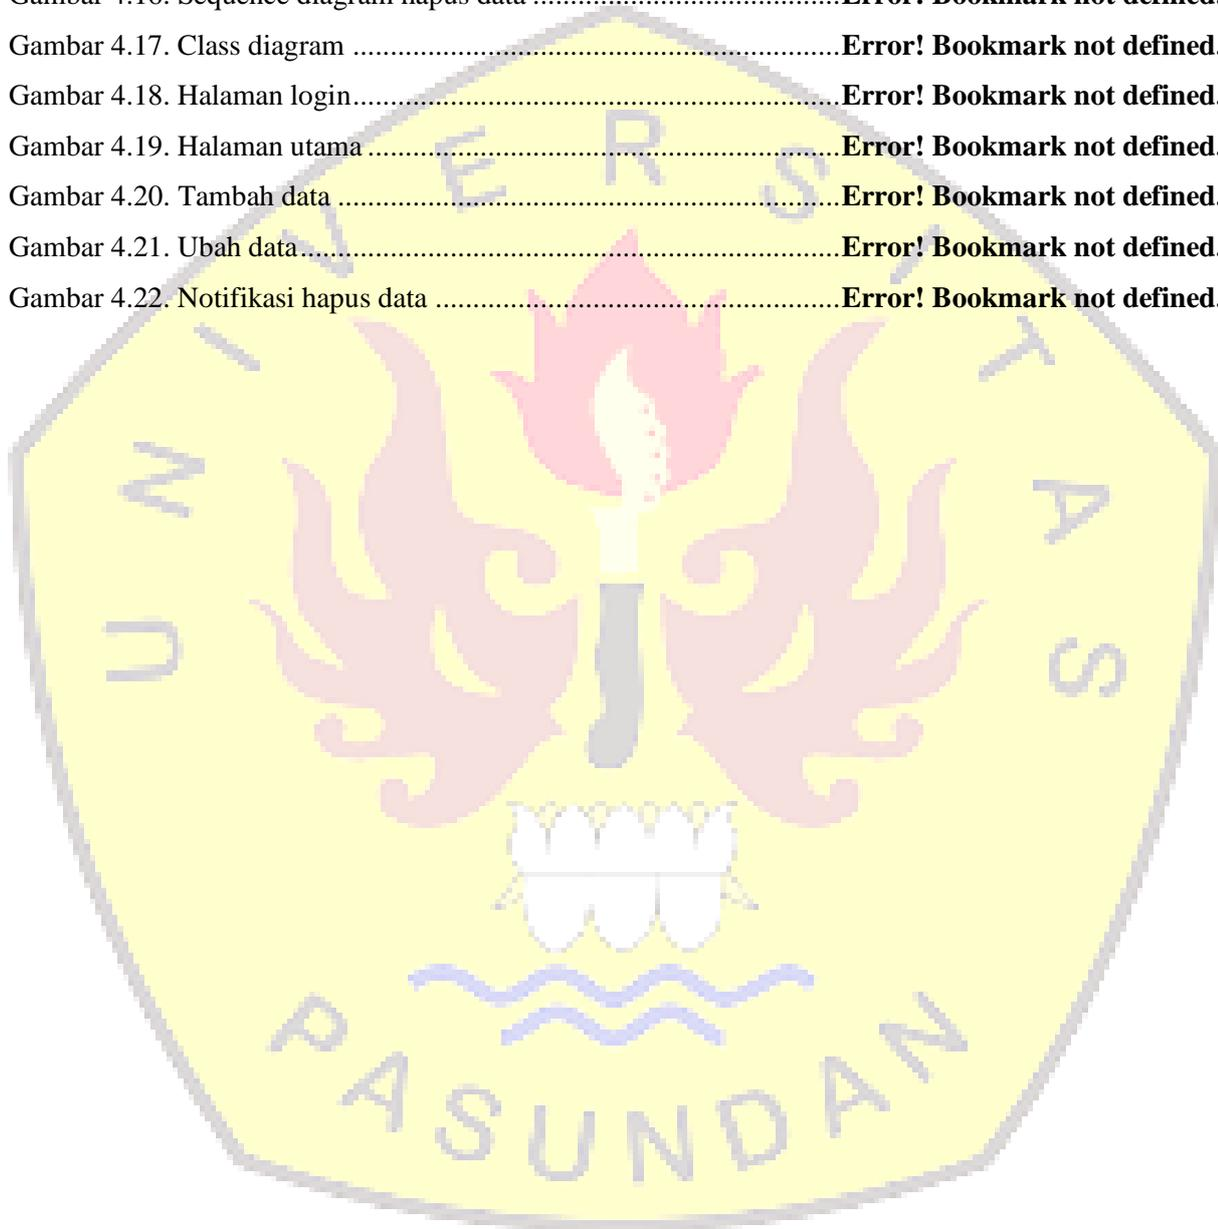 Gambar 4.16. Sequence diagram hapus data ..........................................Error! Bookmark not defined.
Gambar 4.17. Class diagram ....................................................................Error! Bookmark not defined.
Gambar 4.18. Halaman login....................................................................Error! Bookmark not defined.
Gambar 4.19. Halaman utama ..................................................................Error! Bookmark not defined.
Gambar 4.20. Tambah data ......................................................................Error! Bookmark not defined.
Gambar 4.21. Ubah data...........................................................................Error! Bookmark not defined.
Gambar 4.22. Notifikasi hapus data .........................................................Error! Bookmark not defined.
UNIVERSITAS
PASUNDAN